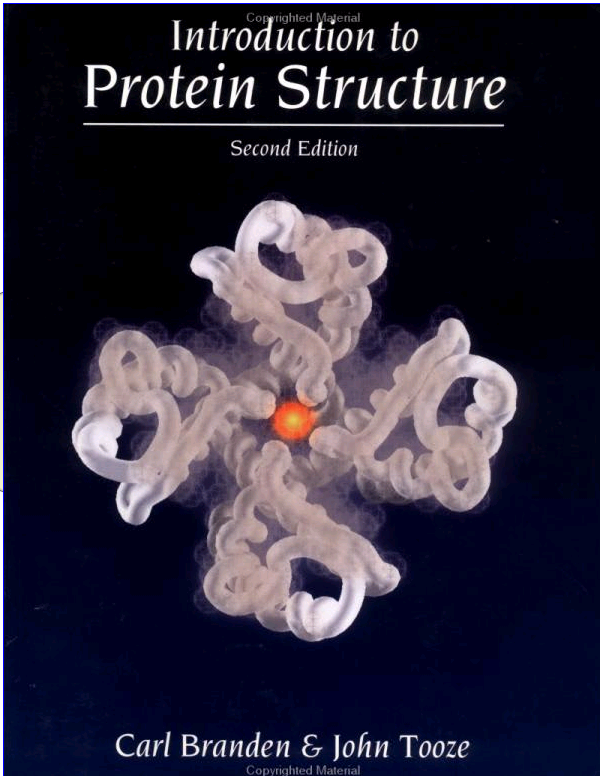 Copyrighted Material
Introduction to
Protein Structure
Second Edition
Carl Branden & John Tooze
Copyrighted Material